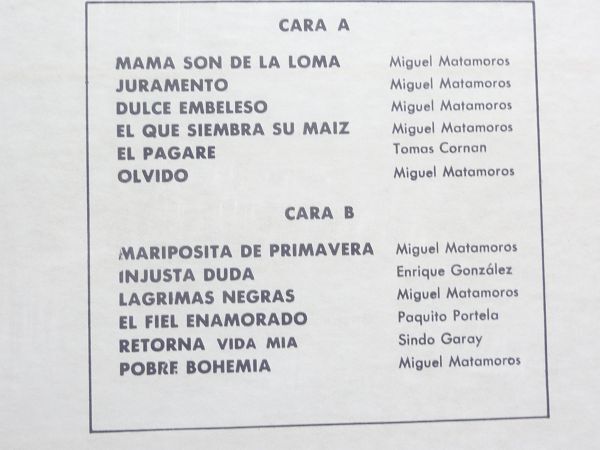 CARA A
MAMA SON DE LA LOMA Miguel Matamoros
JURAMENTO Miguel Matamoros
DULCE EMBELESO Miguel Matamoros
EL QUE SIEMBRA SU MAIZ Miguel Matamoros
EL PAGARE Tomas Cornan
OLVIDO Miguel Matamoros
CARA B
MARIPOSITA DE PRIMAVERA Miguel Matamoros
INJUSTA DUDA Enrique González
LAGRIMAS NEGRAS Miguel Matamoros
EL FIEL ENAMORADO Paquito Portela
RETORNA VIDA MIA Sindo Garay
POBRE BOHEMIA Miguel Matamoros